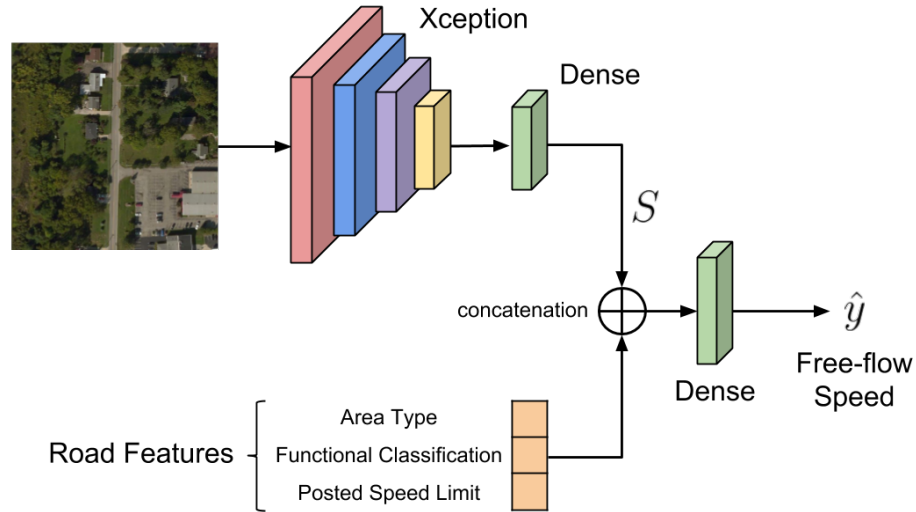 Xception
Dense
S
concatenation
ŷ
Dense
Free-flow
Speed
Road Features
Area Type
Functional Classification
Posted Speed Limit